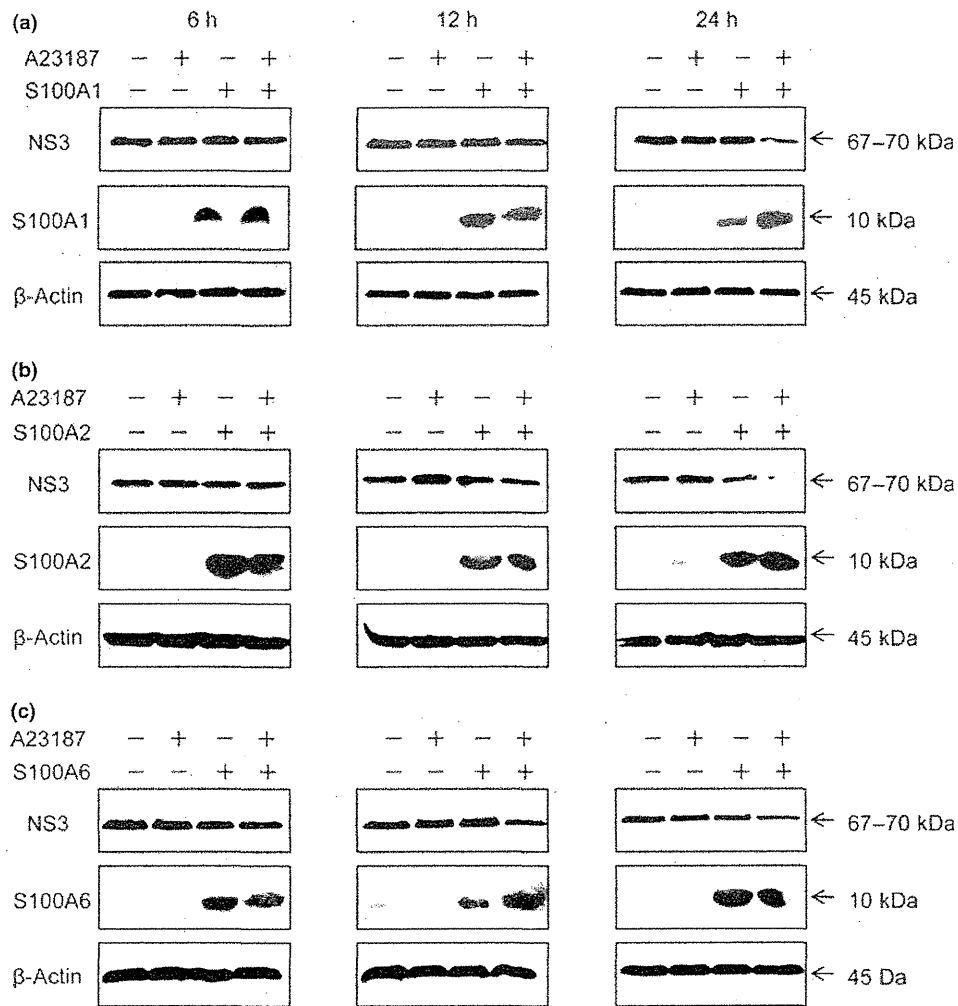 (a) 6 h 12 h 24 h
A23187 − + − + − + − + − + − +
S100A1 − − + + − − + + − − + +
NS3 ← 67–70 kDa
S100A1 ← 10 kDa
β-Actin ← 45 kDa
(b)
A23187 − + − + − + − + − + − +
S100A2 − − + + − − + + − − + +
NS3 ← 67–70 kDa
S100A2 ← 10 kDa
β-Actin ← 45 kDa
(c)
A23187 − + − + − + − + − + − +
S100A6 − − + + − − + + − − + +
NS3 ← 67–70 kDa
S100A6 ← 10 kDa
β-Actin ← 45 Da